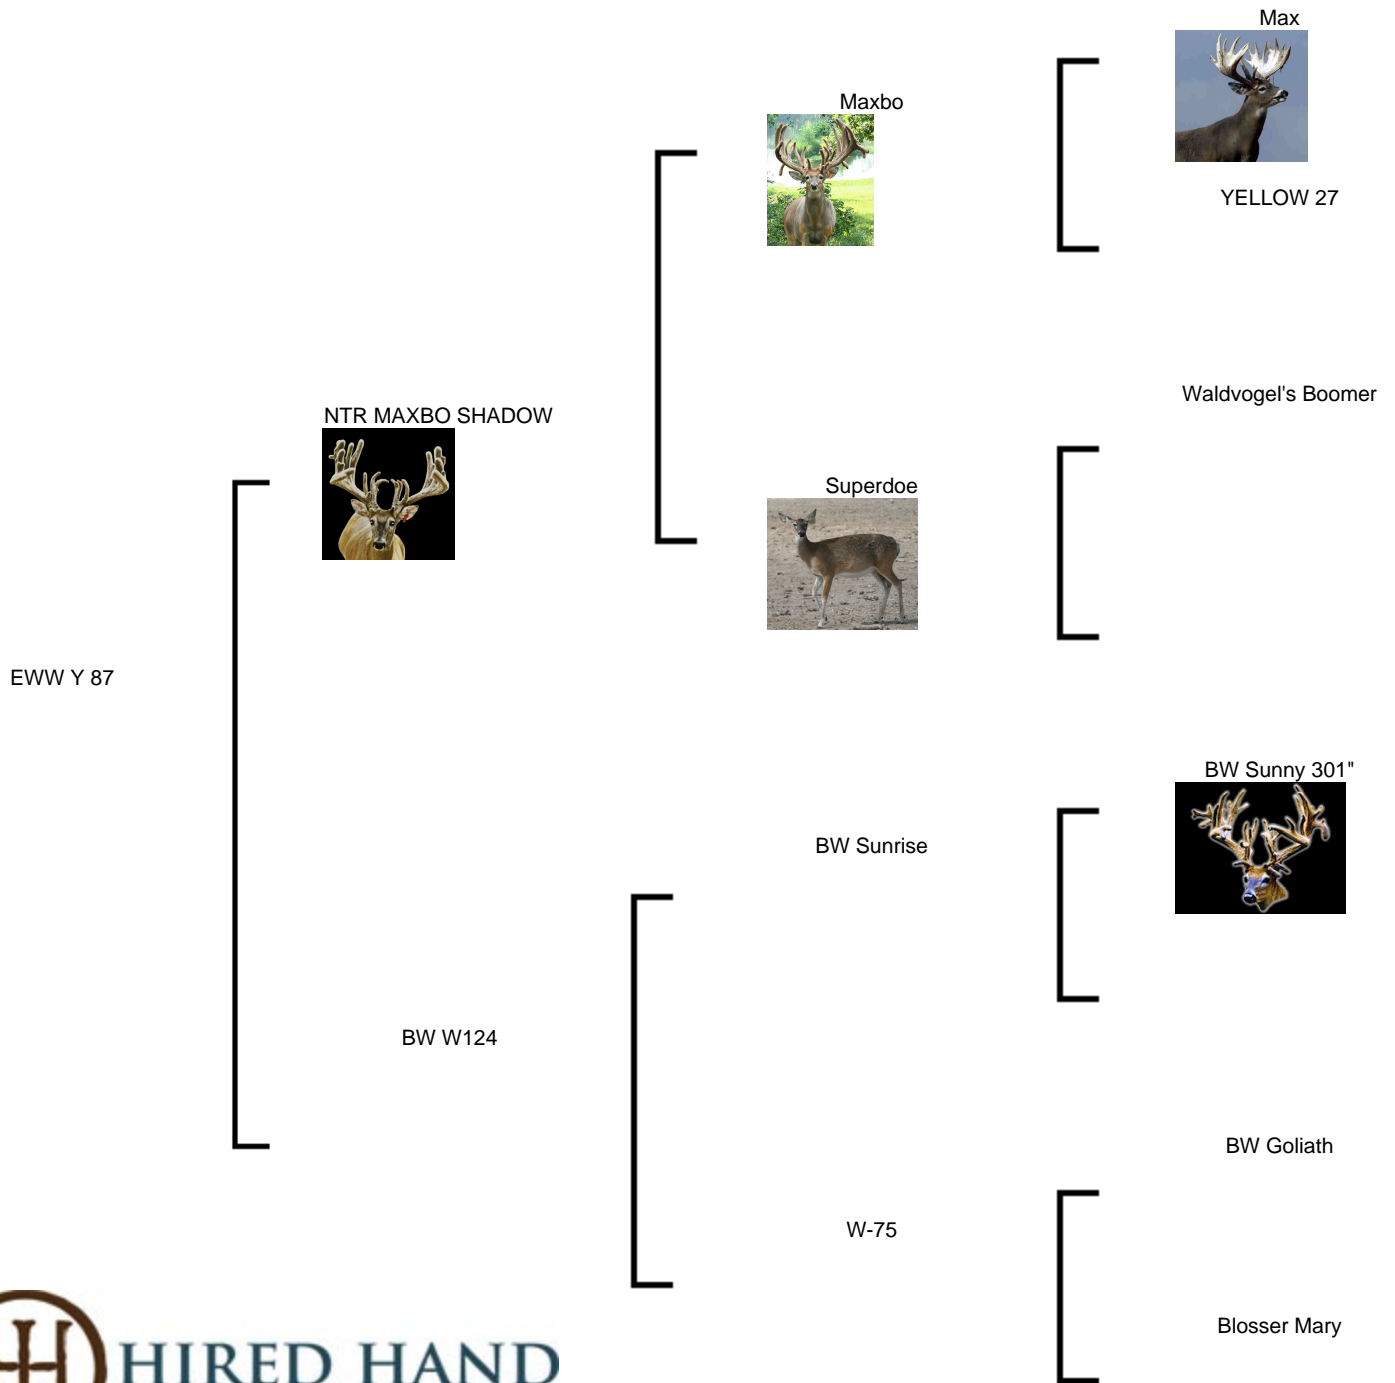 Max
Maxbo
YELLOW 27
Waldvogel's Boomer
NTR MAXBO SHADOW
Superdoe
EWW Y 87
BW Sunny 301"
BW Sunrise
BW W124
BW Goliath
W-75
Blosser Mary
H HIRED HAND